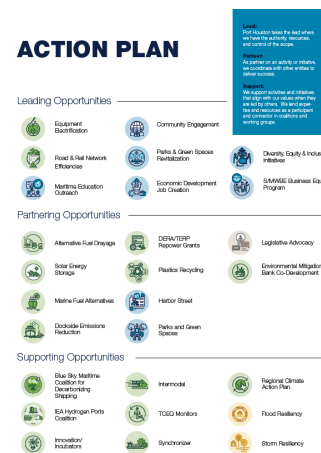 ACTION PLAN
Lead:
Port Houston takes the lead where
we have the authority, resources,
and control of the scope.
Partner:
As partner on an activity or initiative,
we coordinate with other entities to
deliver success.
Support:
We support activities and initiatives
that align with our values when they
are led by others. We lend exper-
tise and resources as a participant
and connector in coalitions and
working groups.
Leading Opportunities
Equipment
Electrification
Community Engagement
Road & Rail Network
Efficiencies
Parks & Green Spaces
Revitalization
Diversity, Equity & Inclus
Initiatives
Maritime Education
Outreach
Economic Development
Job Creation
S/MWBE Business Equ
Program
Partnering Opportunities
Alternative Fuel Drayage
DERA/TERP
Repower Grants
Legislative Advocacy
Solar Energy
Storage
Plastics Recycling
Environmental Mitigation
Bank Co-Development
Marine Fuel Alternatives
Harbor Street
Dockside Emissions
Reduction
Parks and Green
Spaces
Supporting Opportunities
Blue Sky Maritime
Coalition for
Decarbonizing
Shipping
Intermodal
Regional Climate
Action Plan
IEA Hydrogen Ports
Coalition
TCEQ Monitors
Flood Resiliency
Innovation/
Incubators
Synchronizer
Storm Resiliency